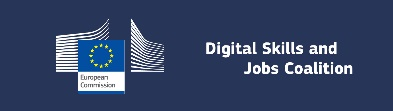 Digital Skills and
Jobs Coalition
European
Commission